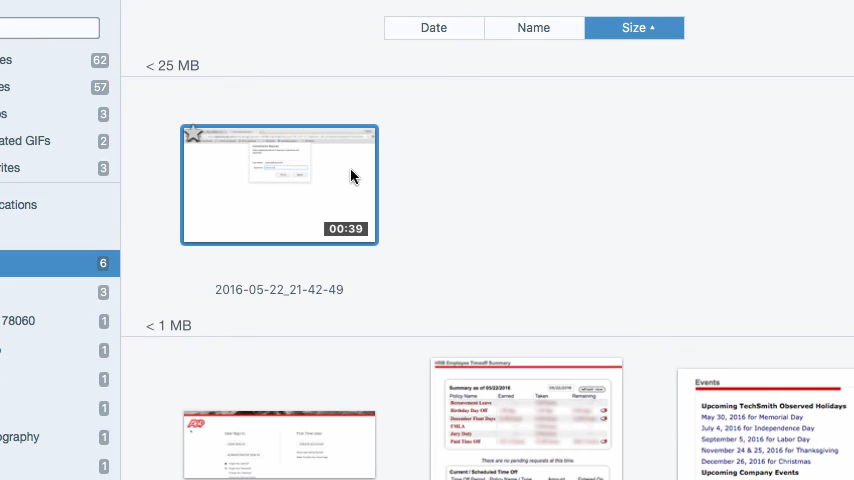 Date Name Size
< 25 MB
es 62
es 57
s 3
ated GIFs 2
rites 3
cations
6
3
78060 1
1
1
1
ography 1
1
00:39
2016-05-22_21-42-49
< 1 MB
ADP
HRIS Employee Timeoff Summary
Summary as of 05/22/2016
Policy Name Earned Taken Remaining
Bereavement Leave
Birthday Day Off
December Float Days
FMLA
Jury Duty
Paid Time Off
There are no pending requests at this time.
Current / Scheduled Time Off
Events
Upcoming TechSmith Observed Holidays
May 30, 2016 for Memorial Day
July 4, 2016 for Independence Day
September 5, 2016 for Labor Day
November 24 & 25, 2016 for Thanksgiving
December 26, 2016 for Christmas
Upcoming Company Events